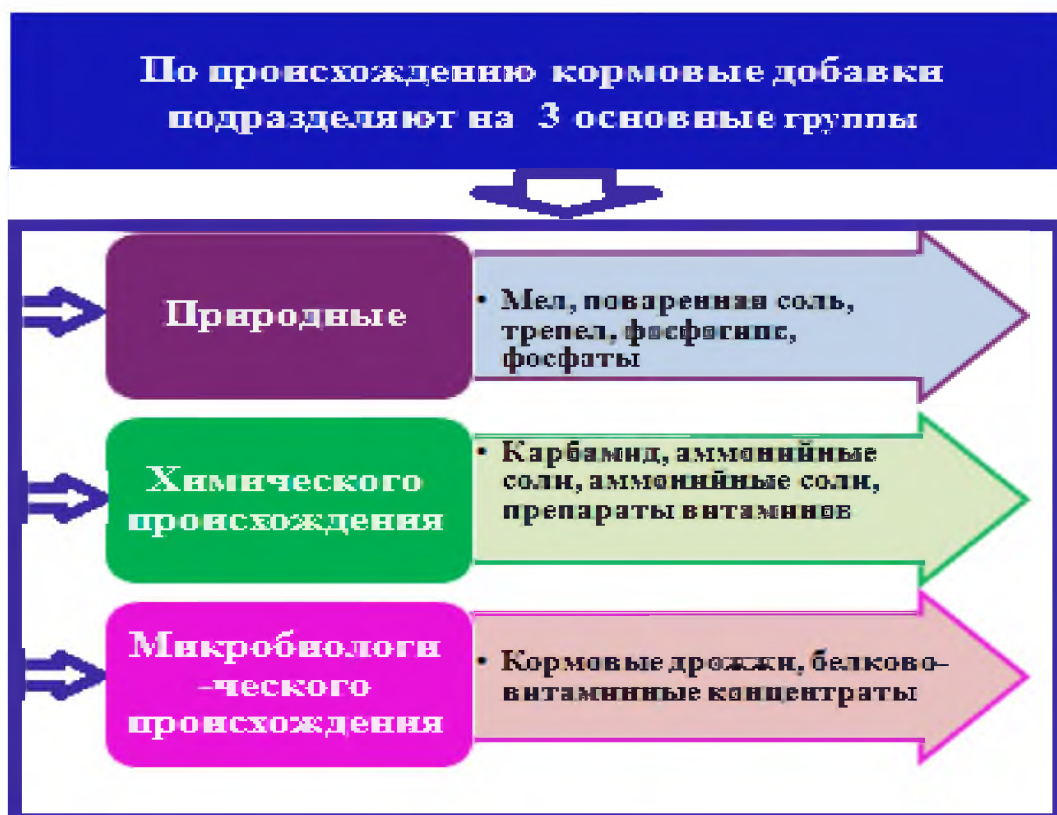 По происхождению кормовые добавки
подразделяют на 3 основные группы
Природные
• Мел, поваренная соль,
трепел, фосфогипс,
фосфаты
Химического
происхождения
• Карбамид, аммонийные
соли, аммонийные соли,
препараты витаминов
Микробиологи
-ческого
происхождения
• Кормовые дрожжи, белково-
витаминные концентраты